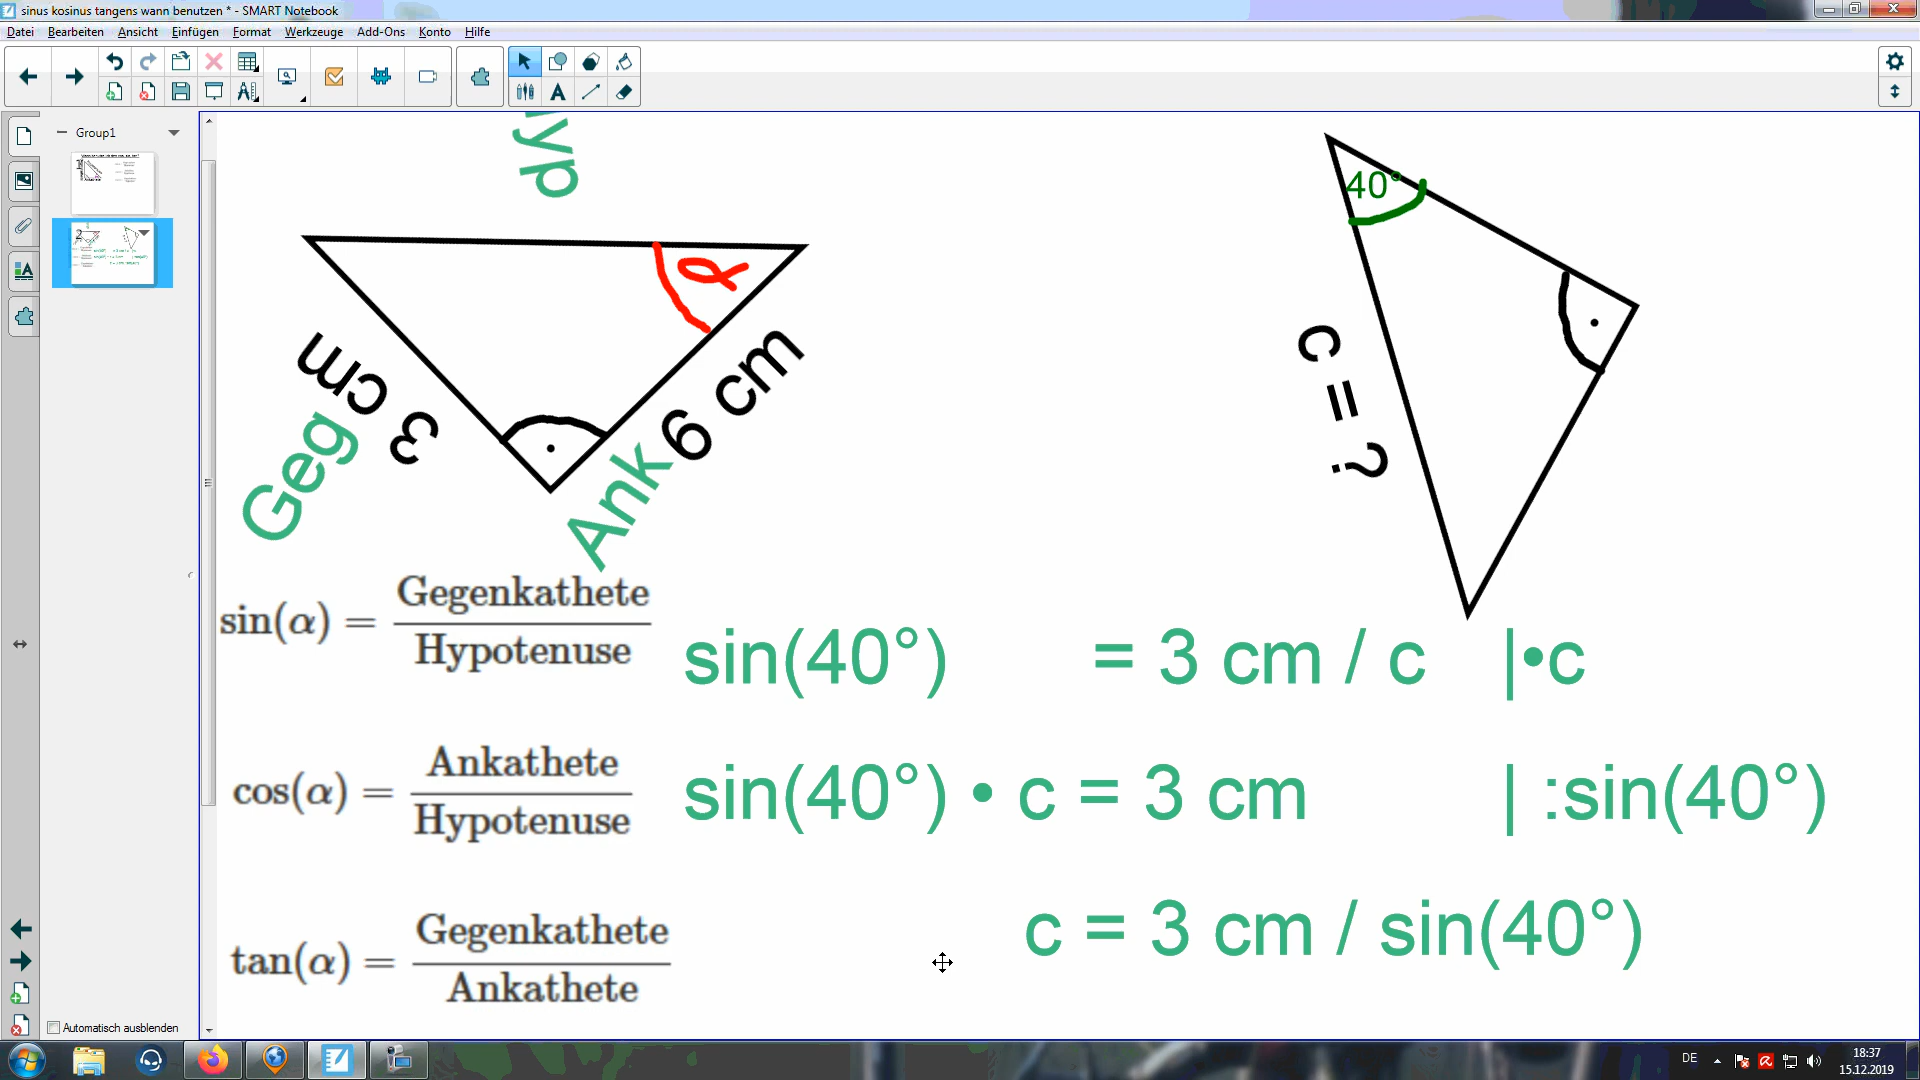 sinus kosinus tangens wann benutzen * - SMART Notebook
Datei Bearbeiten Ansicht Einfügen Format Werkzeuge Add-Ons Konto Hilfe
Group1
yp
40°
α
3 cm
Geg
6 cm
Ank
c = ?
sin(α) = Gegenkathete
Hypotenuse
sin(40°) = 3 cm / c |•c
cos(α) = Ankathete
Hypotenuse
sin(40°) • c = 3 cm | :sin(40°)
tan(α) = Gegenkathete
Ankathete
c = 3 cm / sin(40°)
Automatisch ausblenden
DE
18:37
15.12.2019